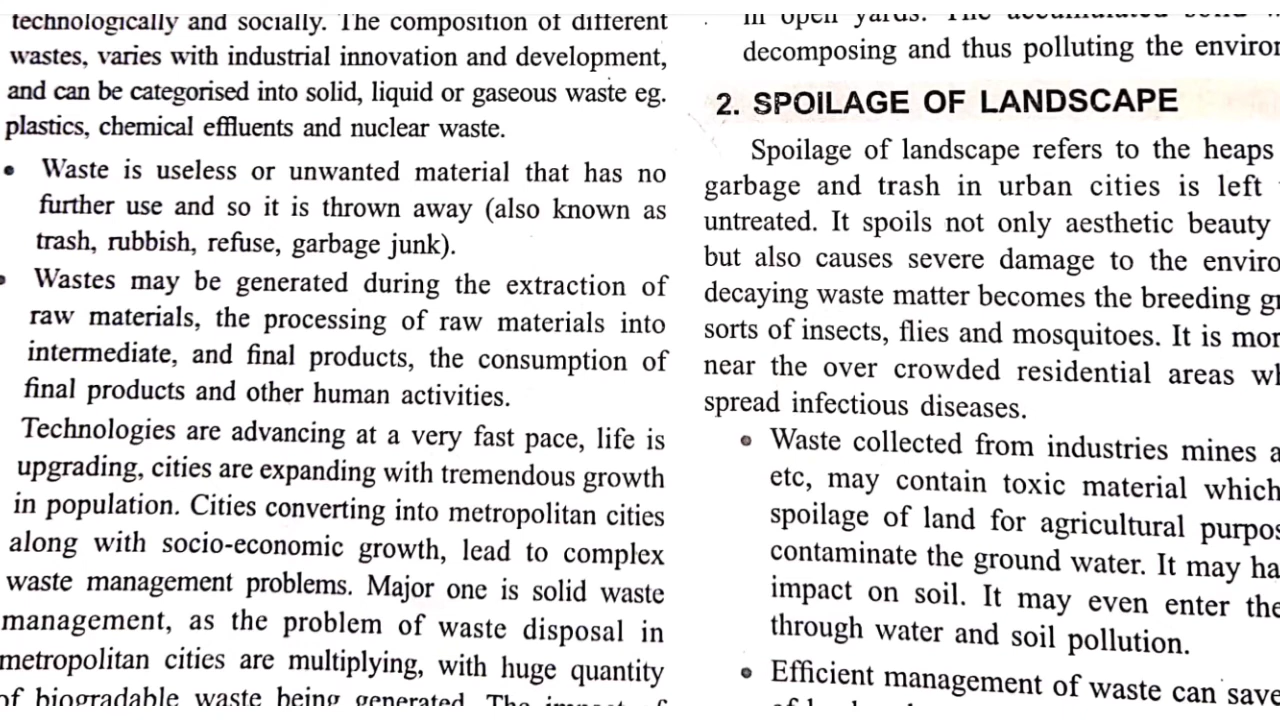 technologically and socially. The composition of different
wastes, varies with industrial innovation and development,
and can be categorised into solid, liquid or gaseous waste eg.
plastics, chemical effluents and nuclear waste.
• Waste is useless or unwanted material that has no
further use and so it is thrown away (also known as
trash, rubbish, refuse, garbage junk).
• Wastes may be generated during the extraction of
raw materials, the processing of raw materials into
intermediate, and final products, the consumption of
final products and other human activities.
Technologies are advancing at a very fast pace, life is
upgrading, cities are expanding with tremendous growth
in population. Cities converting into metropolitan cities
along with socio-economic growth, lead to complex
waste management problems. Major one is solid waste
management, as the problem of waste disposal in
metropolitan cities are multiplying, with huge quantity
of biogradable waste being generated. The impact of
in open yards. The accumulated solid
decomposing and thus polluting the environ
2. SPOILAGE OF LANDSCAPE
Spoilage of landscape refers to the heaps
garbage and trash in urban cities is left
untreated. It spoils not only aesthetic beauty
but also causes severe damage to the enviro
decaying waste matter becomes the breeding gr
sorts of insects, flies and mosquitoes. It is mor
near the over crowded residential areas wh
spread infectious diseases.
• Waste collected from industries mines a
etc, may contain toxic material which
spoilage of land for agricultural purpos
contaminate the ground water. It may ha
impact on soil. It may even enter the
through water and soil pollution.
• Efficient management of waste can save